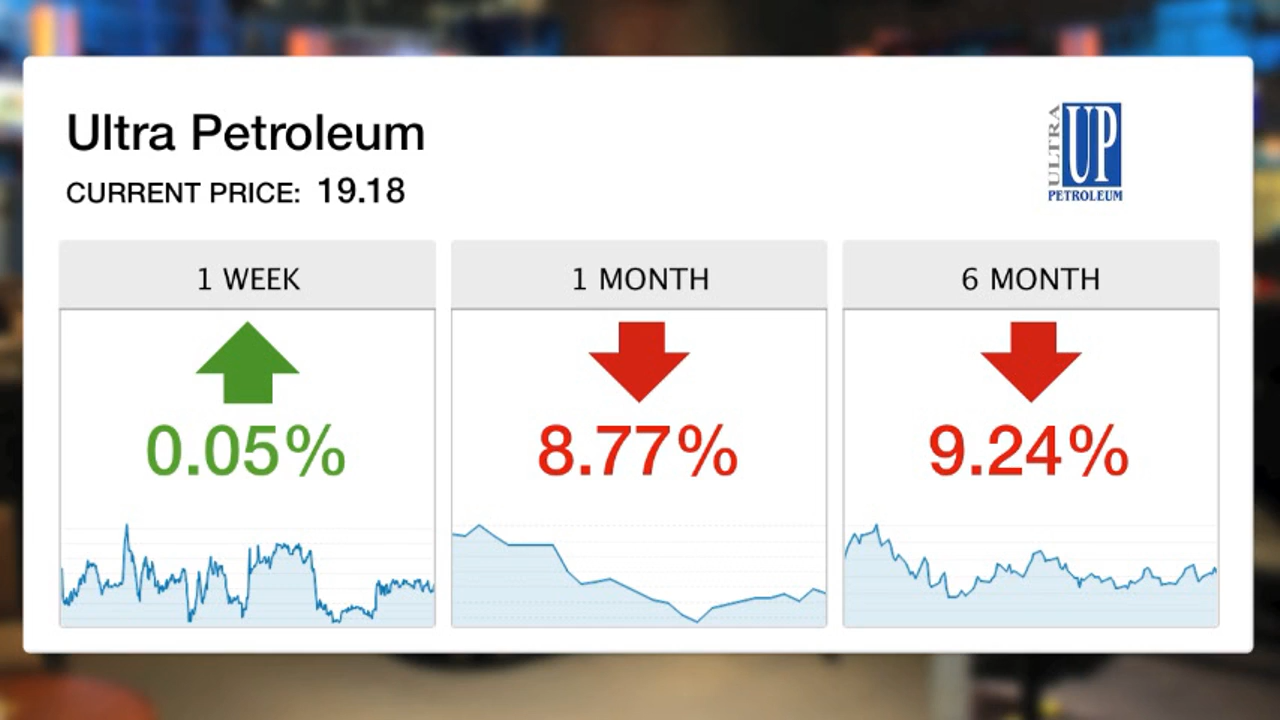 Ultra Petroleum
CURRENT PRICE: 19.18
ULTRA
UP
PETROLEUM
1 WEEK
1 MONTH
6 MONTH
0.05%
8.77%
9.24%